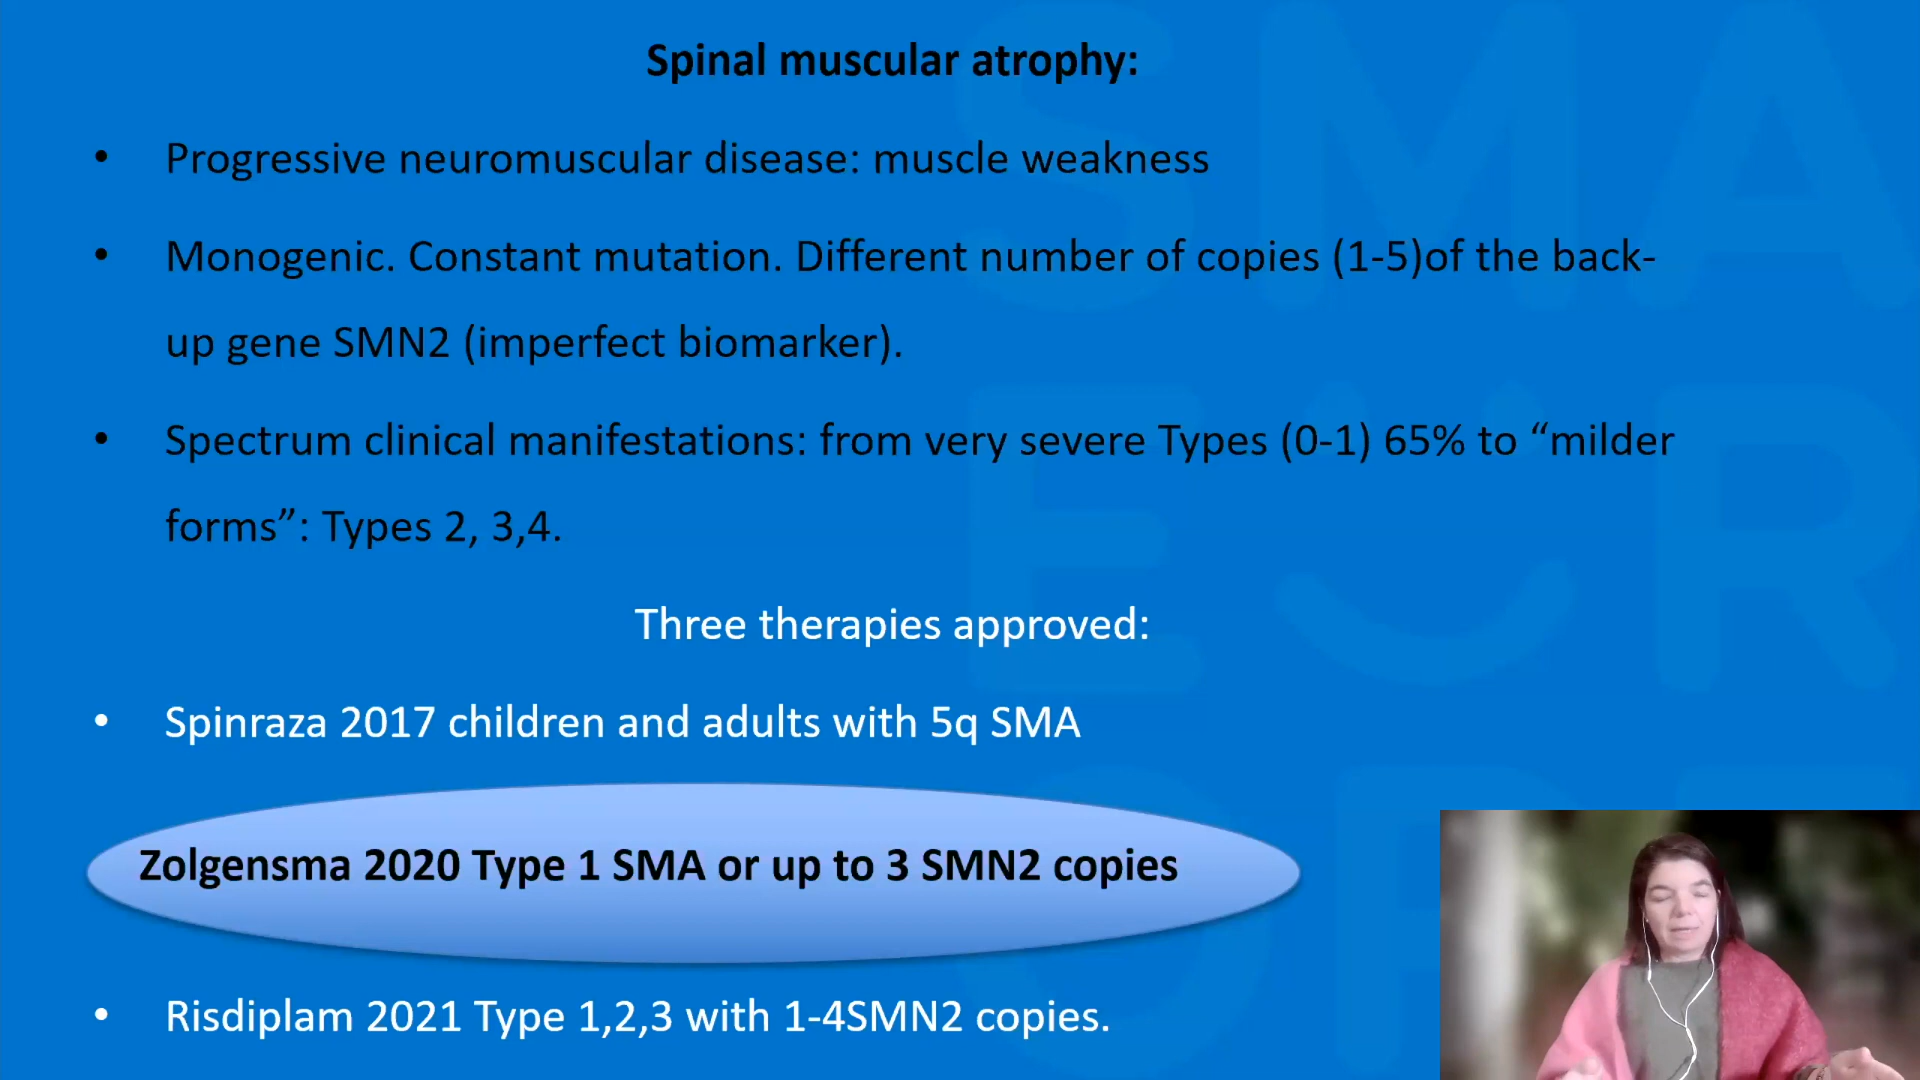 Spinal muscular atrophy:
• Progressive neuromuscular disease: muscle weakness
• Monogenic. Constant mutation. Different number of copies (1-5)of the back-
up gene SMN2 (imperfect biomarker).
• Spectrum clinical manifestations: from very severe Types (0-1) 65% to “milder
forms”: Types 2, 3,4.
Three therapies approved:
• Spinraza 2017 children and adults with 5q SMA
Zolgensma 2020 Type 1 SMA or up to 3 SMN2 copies
• Risdiplam 2021 Type 1,2,3 with 1-4SMN2 copies.
SMA
EUR
OPE